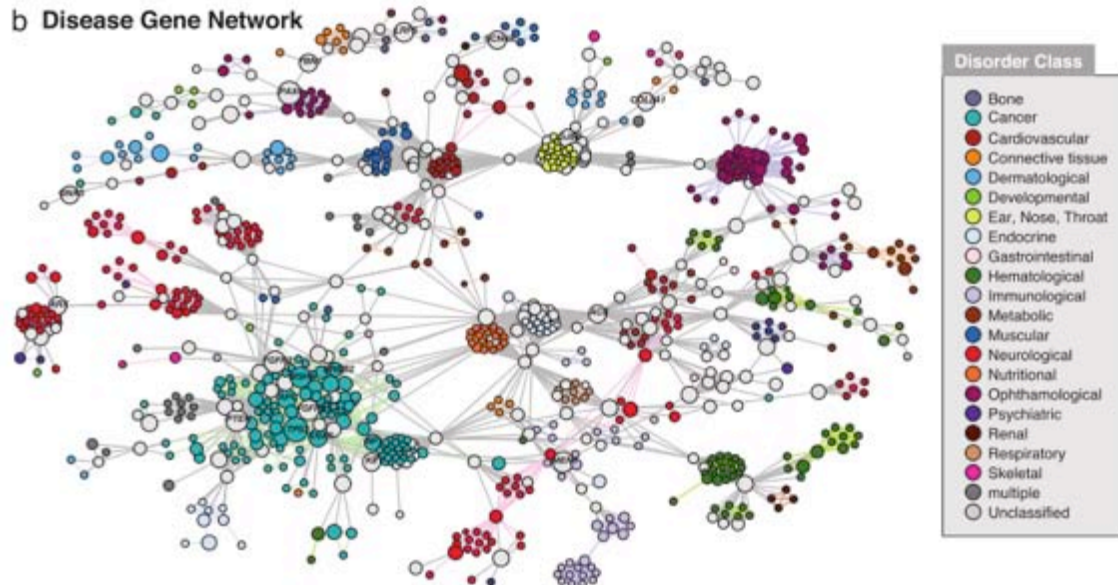 b Disease Gene Network
Disorder Class
Bone
Cancer
Cardiovascular
Connective tissue
Dermatological
Developmental
Ear, Nose, Throat
Endocrine
Gastrointestinal
Hematological
Immunological
Metabolic
Muscular
Neurological
Nutritional
Ophthamological
Psychiatric
Renal
Respiratory
Skeletal
multiple
Unclassified